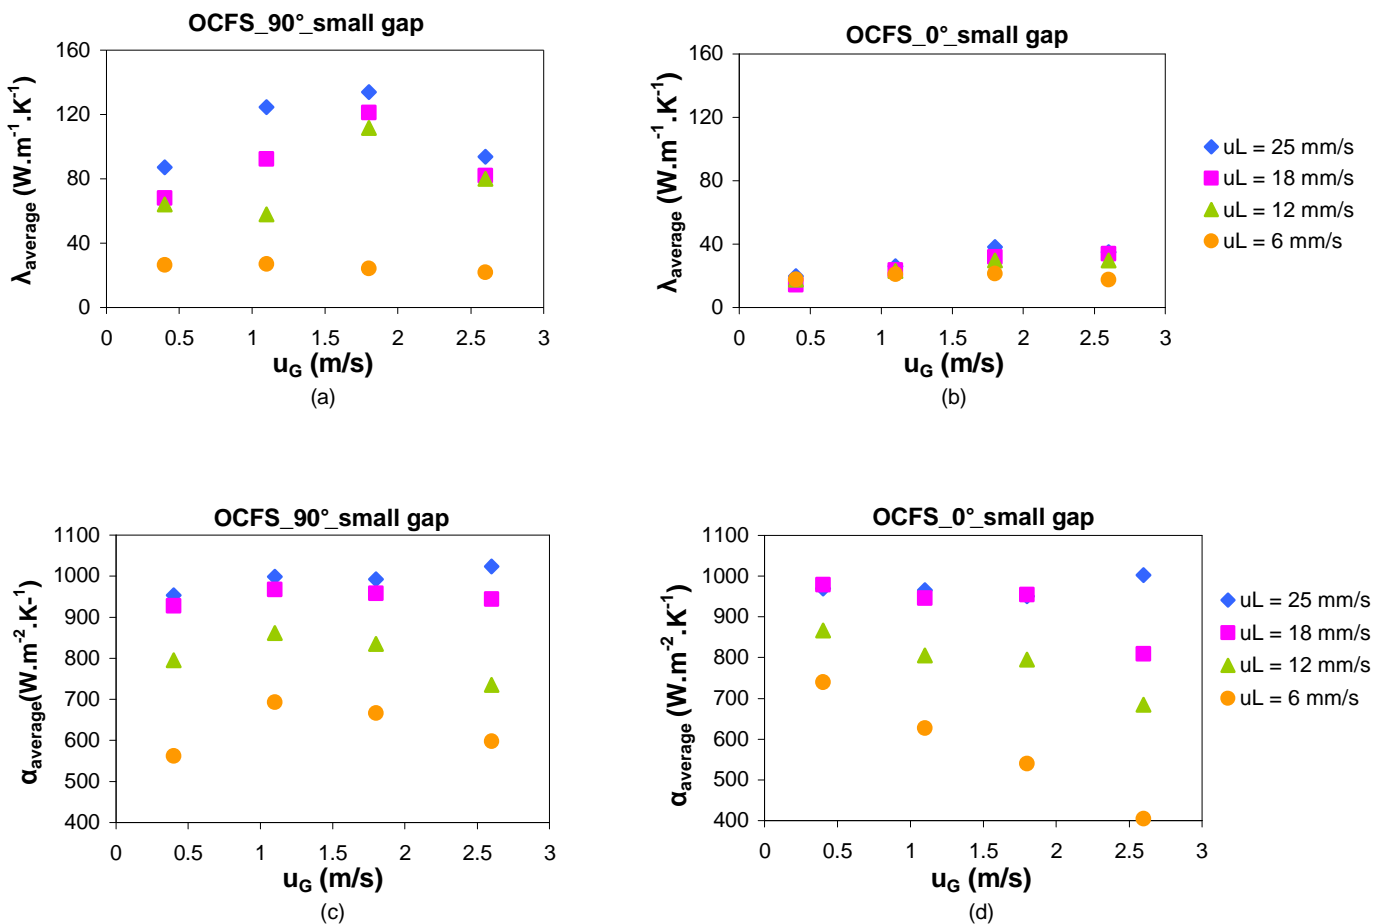 OCFS_90°_small gap
160
120
80
40
0
0 0.5 1 1.5 2 2.5 3
λaverage (W.m-1.K-1)
uG (m/s)
(a)
OCFS_0°_small gap
160
120
80
40
0
0 0.5 1 1.5 2 2.5 3
λaverage (W.m-1.K-1)
uG (m/s)
(b)
uL = 25 mm/s
uL = 18 mm/s
uL = 12 mm/s
uL = 6 mm/s
OCFS_90°_small gap
1100
1000
900
800
700
600
500
400
0 0.5 1 1.5 2 2.5 3
αaverage(W.m-2.K-1)
uG (m/s)
(c)
OCFS_0°_small gap
1100
1000
900
800
700
600
500
400
0 0.5 1 1.5 2 2.5 3
αaverage (W.m-2.K-1)
uG (m/s)
(d)
uL = 25 mm/s
uL = 18 mm/s
uL = 12 mm/s
uL = 6 mm/s